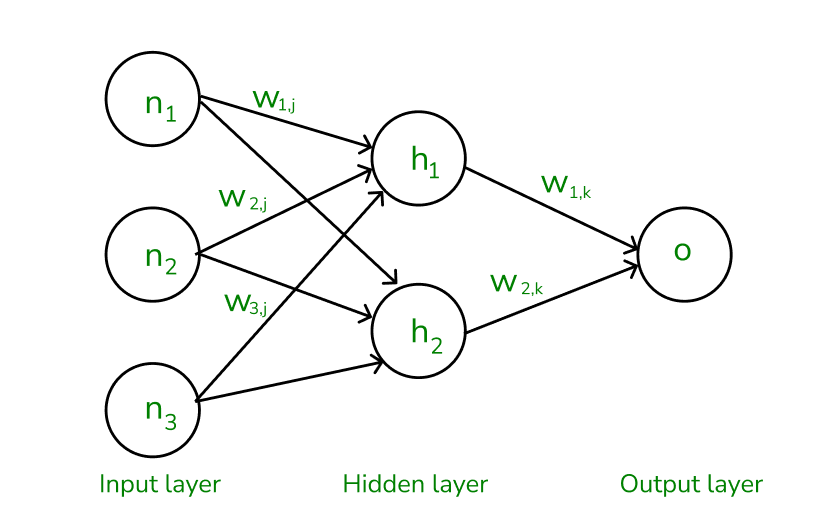 n1
w1,j
h1
w1,k
w2,j
n2
o
w2,k
w3,j
h2
n3
Input layer
Hidden layer
Output layer